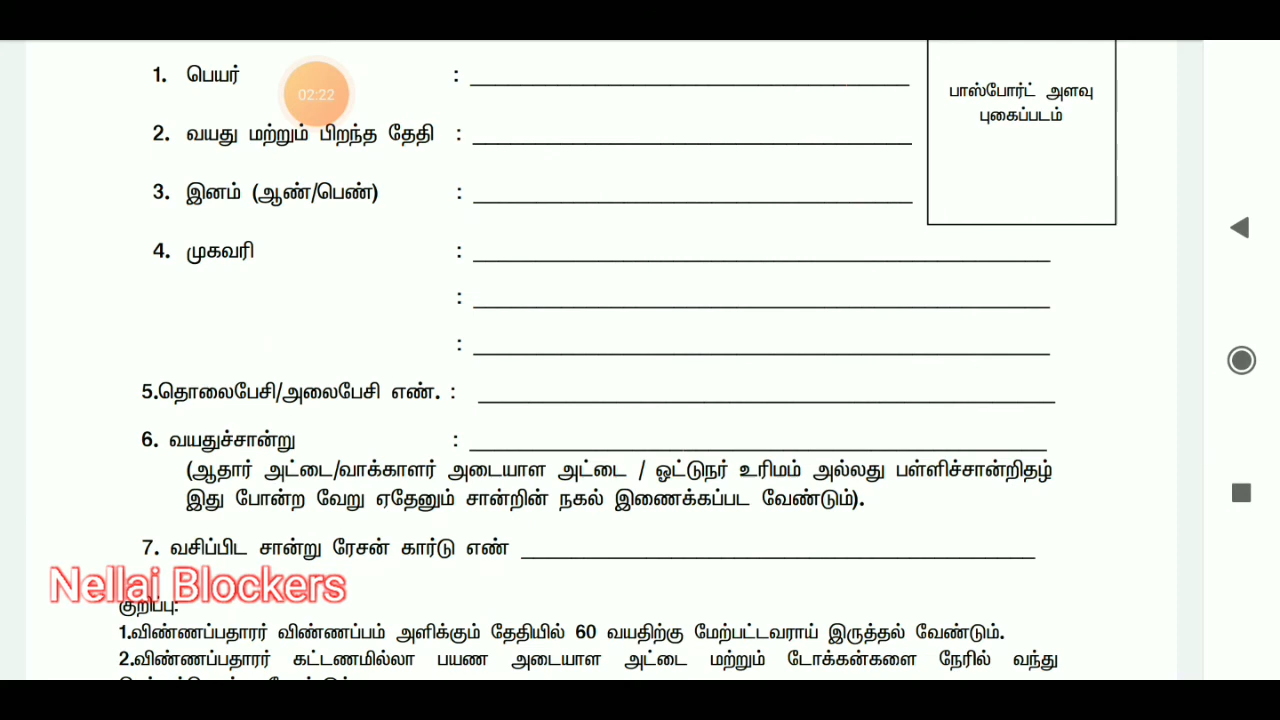 1. பெயர் :
பாஸ்போர்ட் அளவு
புகைப்படம்
02:22
2. வயது மற்றும் பிறந்த தேதி :
3. இனம் (ஆண்/பெண்) :
4. முகவரி :
:
:
5.தொலைபேசி/அலைபேசி எண். :
6. வயதுச்சான்று :
(ஆதார் அட்டை/வாக்காளர் அடையாள அட்டை / ஓட்டுநர் உரிமம் அல்லது பள்ளிச்சான்றிதழ்
இது போன்ற வேறு ஏதேனும் சான்றின் நகல் இணைக்கப்பட வேண்டும்).
7. வசிப்பிட சான்று ரேசன் கார்டு எண்
Nellai Blockers
குறிப்பு:
1.விண்ணப்பதாரர் விண்ணப்பம் அளிக்கும் தேதியில் 60 வயதிற்கு மேற்பட்டவராய் இருத்தல் வேண்டும்.
2.விண்ணப்பதாரர் கட்டணமில்லா பயண அடையாள அட்டை மற்றும் டோக்கன்களை நேரில் வந்து